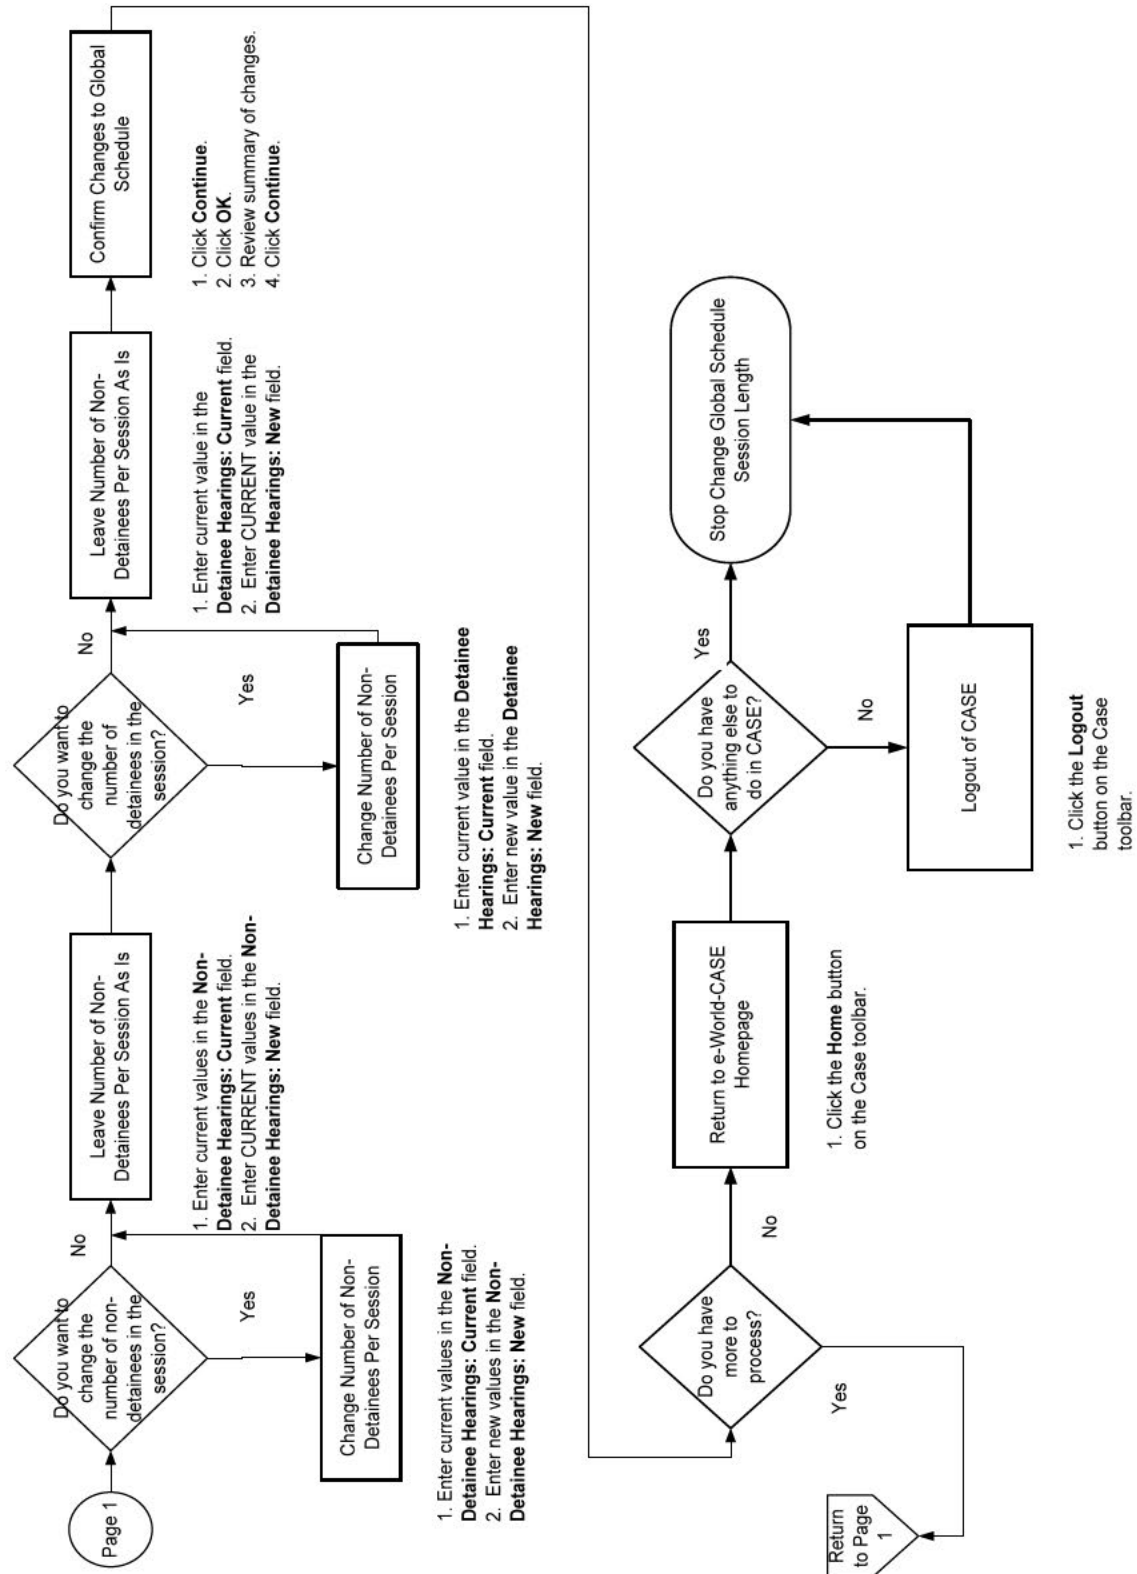 Page 1
Do you want to
change the
number of non-
detainees in the
session?
No
Yes
Change Number of Non-
Detainees Per Session
1. Enter current values in the Non-
Detainee Hearings: Current field.
2. Enter new values in the Non-
Detainee Hearings: New field.
Leave Number of Non-
Detainees Per Session As Is
1. Enter current values in the Non-
Detainee Hearings: Current field.
2. Enter CURRENT values in the Non-
Detainee Hearings: New field.
Do you want to
change the
number of
detainees in the
session?
No
Yes
Change Number of Non-
Detainees Per Session
1. Enter current value in the Detainee
Hearings: Current field.
2. Enter new value in the Detainee
Hearings: New field.
Leave Number of Non-
Detainees Per Session As Is
1. Enter current value in the
Detainee Hearings: Current field.
2. Enter CURRENT value in the
Detainee Hearings: New field.
Confirm Changes to Global
Schedule
1. Click Continue.
2. Click OK.
3. Review summary of changes.
4. Click Continue.
Do you have
more to
process?
Yes
Return
to Page
1
No
Return to e-World-CASE
Homepage
1. Click the Home button
on the Case toolbar.
Do you have
anything else to
do in CASE?
Yes
No
Logout of CASE
1. Click the Logout
button on the Case
toolbar.
Stop Change Global Schedule
Session Length